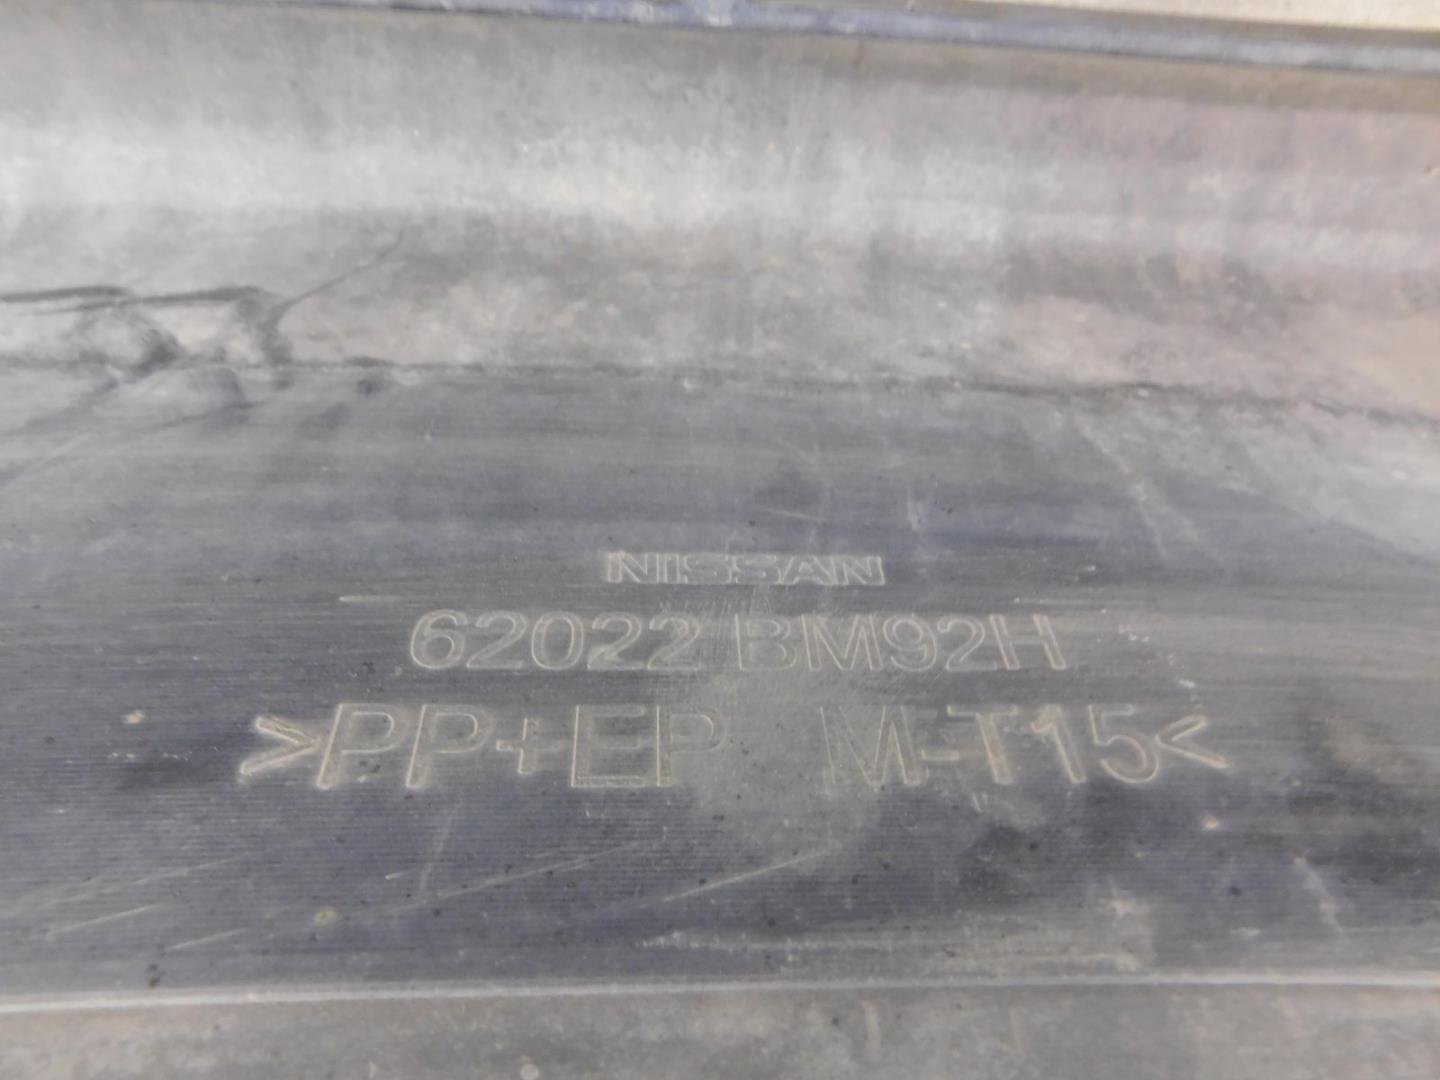 NISSAN
62022 BM92H
>PP+EP M-T15<